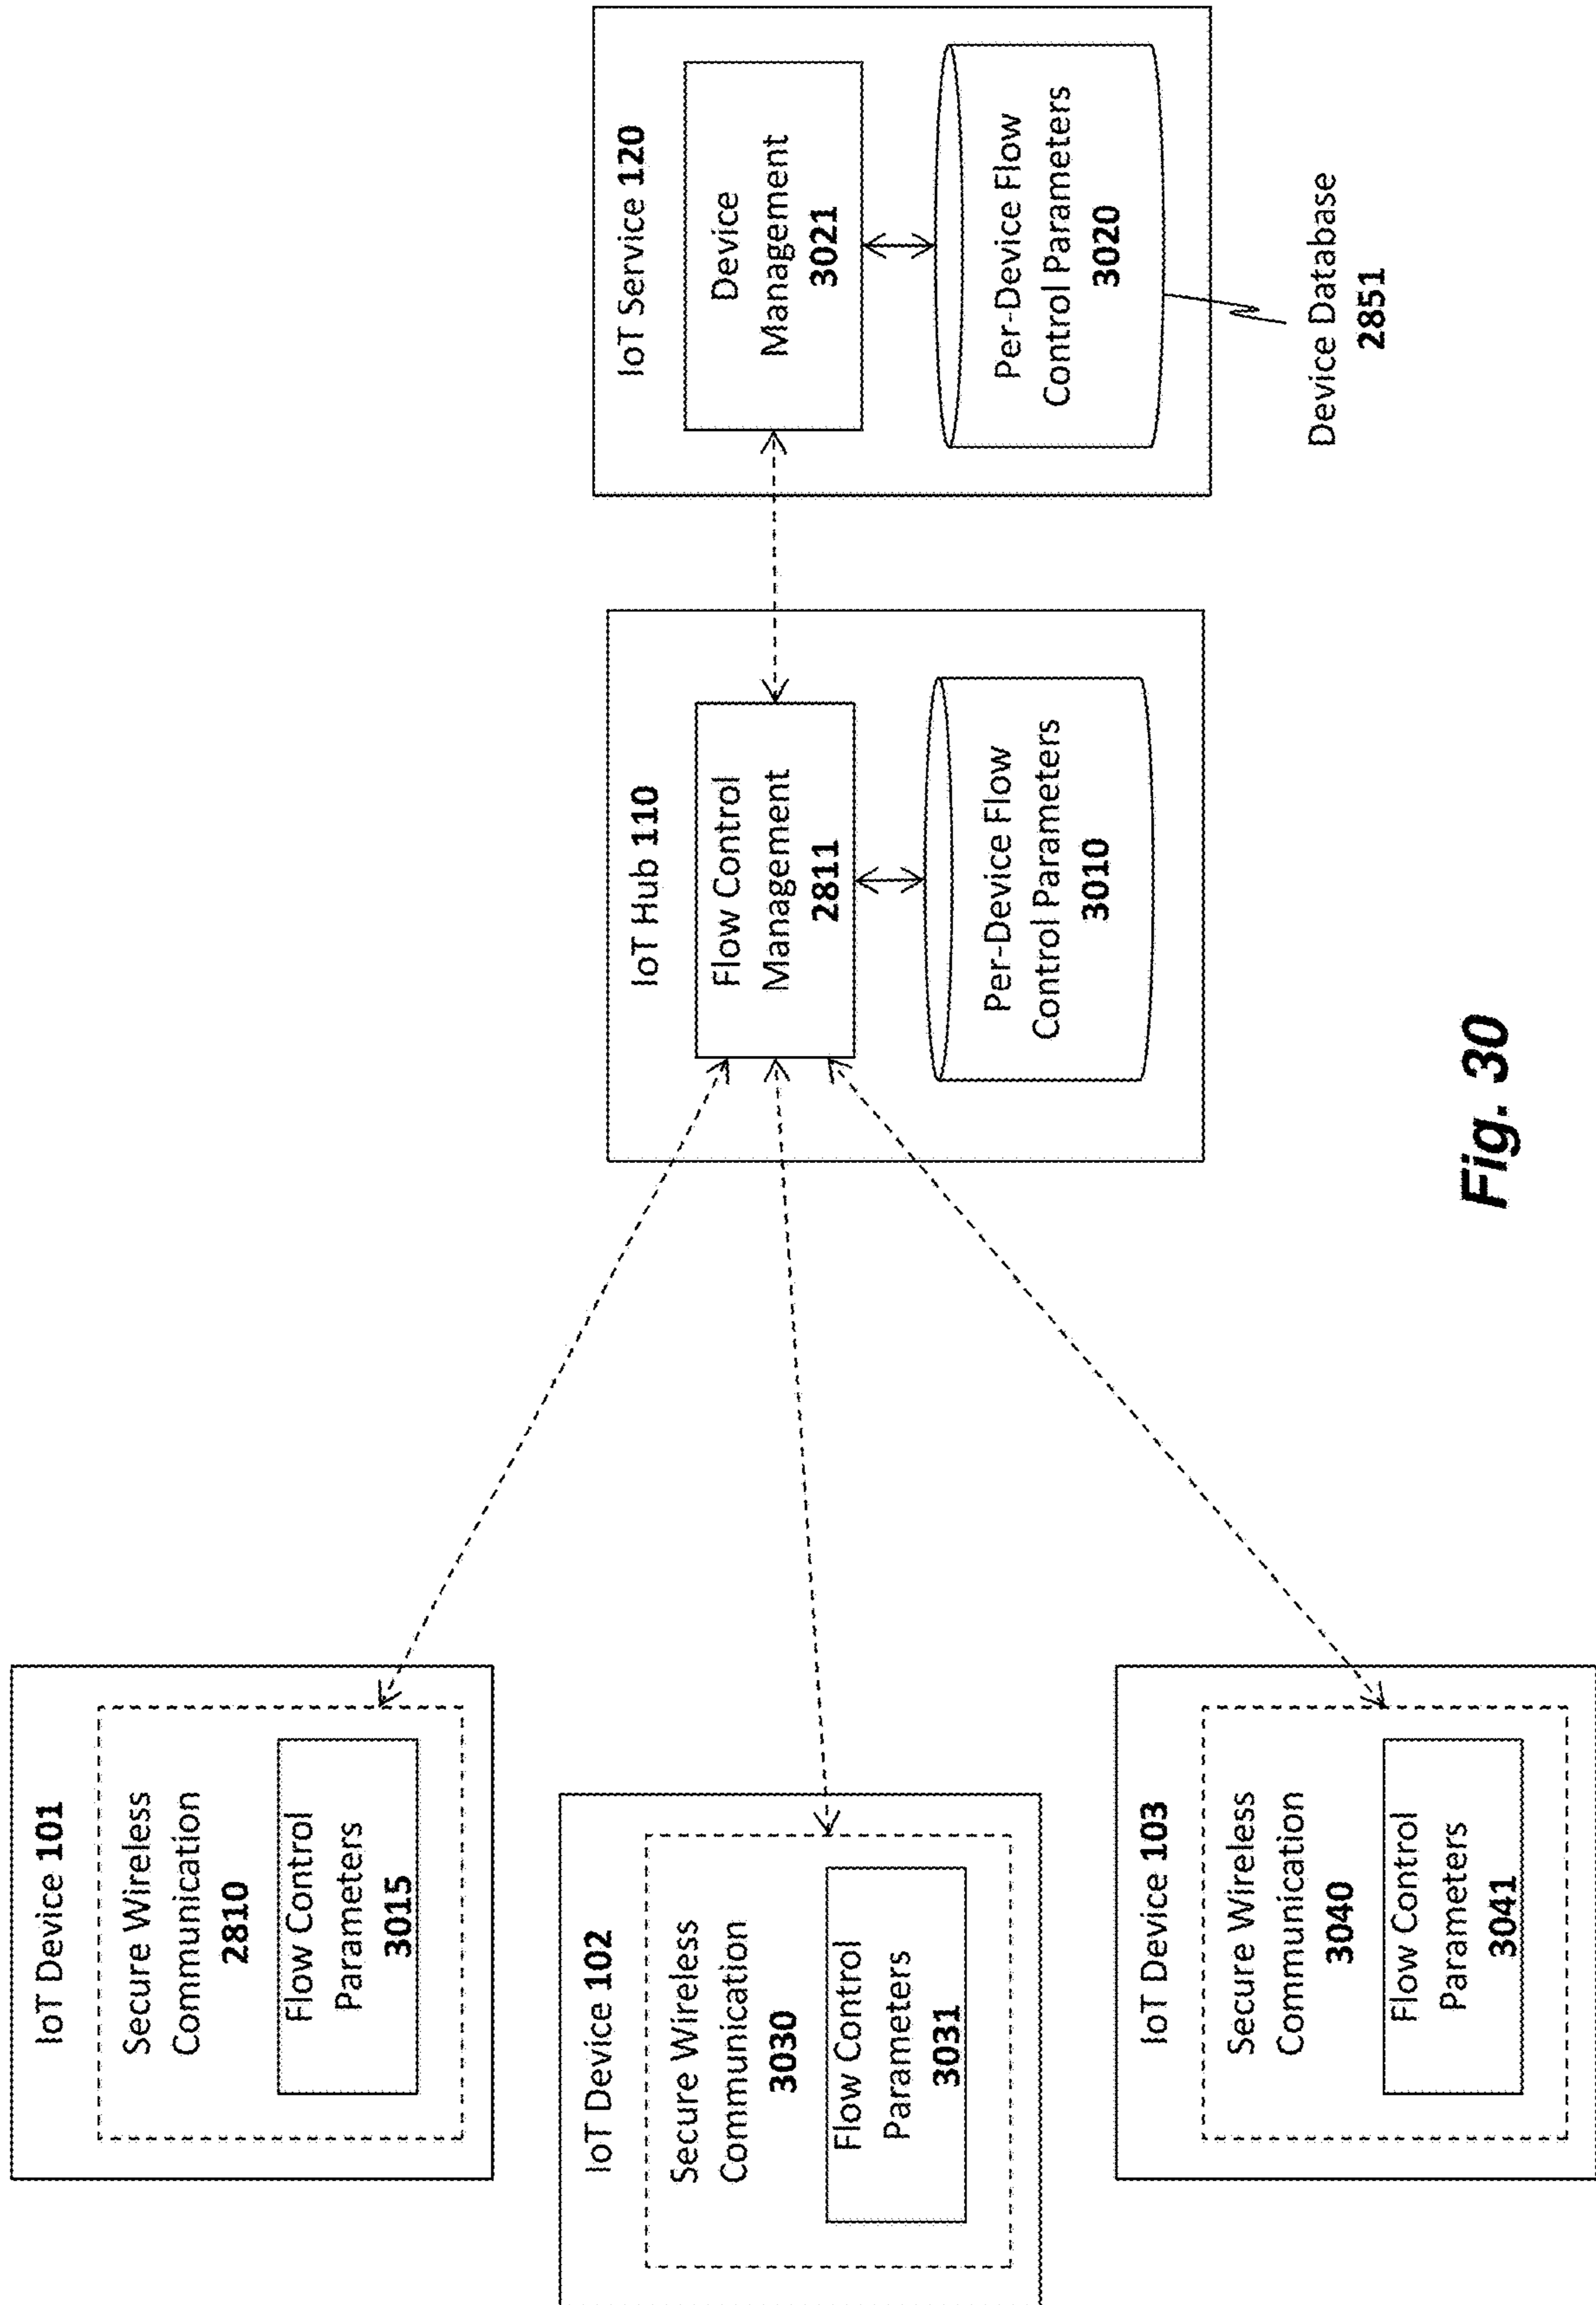 IoT Device 101
Secure Wireless
Communication
2810
Flow Control
Parameters
3015
IoT Device 102
Secure Wireless
Communication
3030
Flow Control
Parameters
3031
IoT Device 103
Secure Wireless
Communication
3040
Flow Control
Parameters
3041
IoT Hub 110
Flow Control
Management
2811
Per-Device Flow
Control Parameters
3010
IoT Service 120
Device
Management
3021
Per-Device Flow
Control Parameters
3020
Device Database
2851
Fig. 30